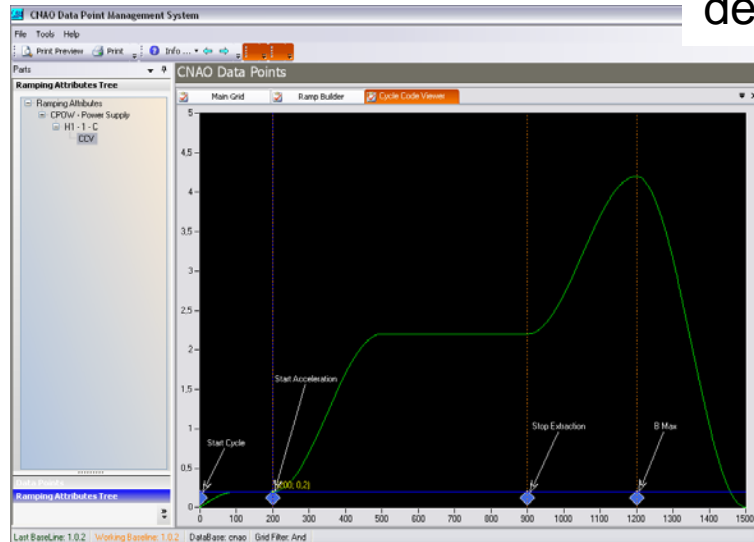 de
CNAO Data Point Management System
File Tools Help
Print Preview Print Info ...
Parts
CNAO Data Points
Ramping Attributes Tree
Main Grid Ramp Builder Cycle Code Viewer
Ramping Attributes
CPOW - Power Supply
H1 - 1 - C
CCV
5
4,5
4
3,5
3
2,5
2
1,5
1
0,5
0
Start Cycle
Start Acceleration
(200; 0,2)
Stop Extraction
B Max
0 100 200 300 400 500 600 700 800 900 1000 1100 1200 1300 1400 1500
Data Points
Ramping Attributes Tree
Last BaseLine: 1.0.2 Working Baseline: 1.0.2 DataBase: cnao Grid Filter: And